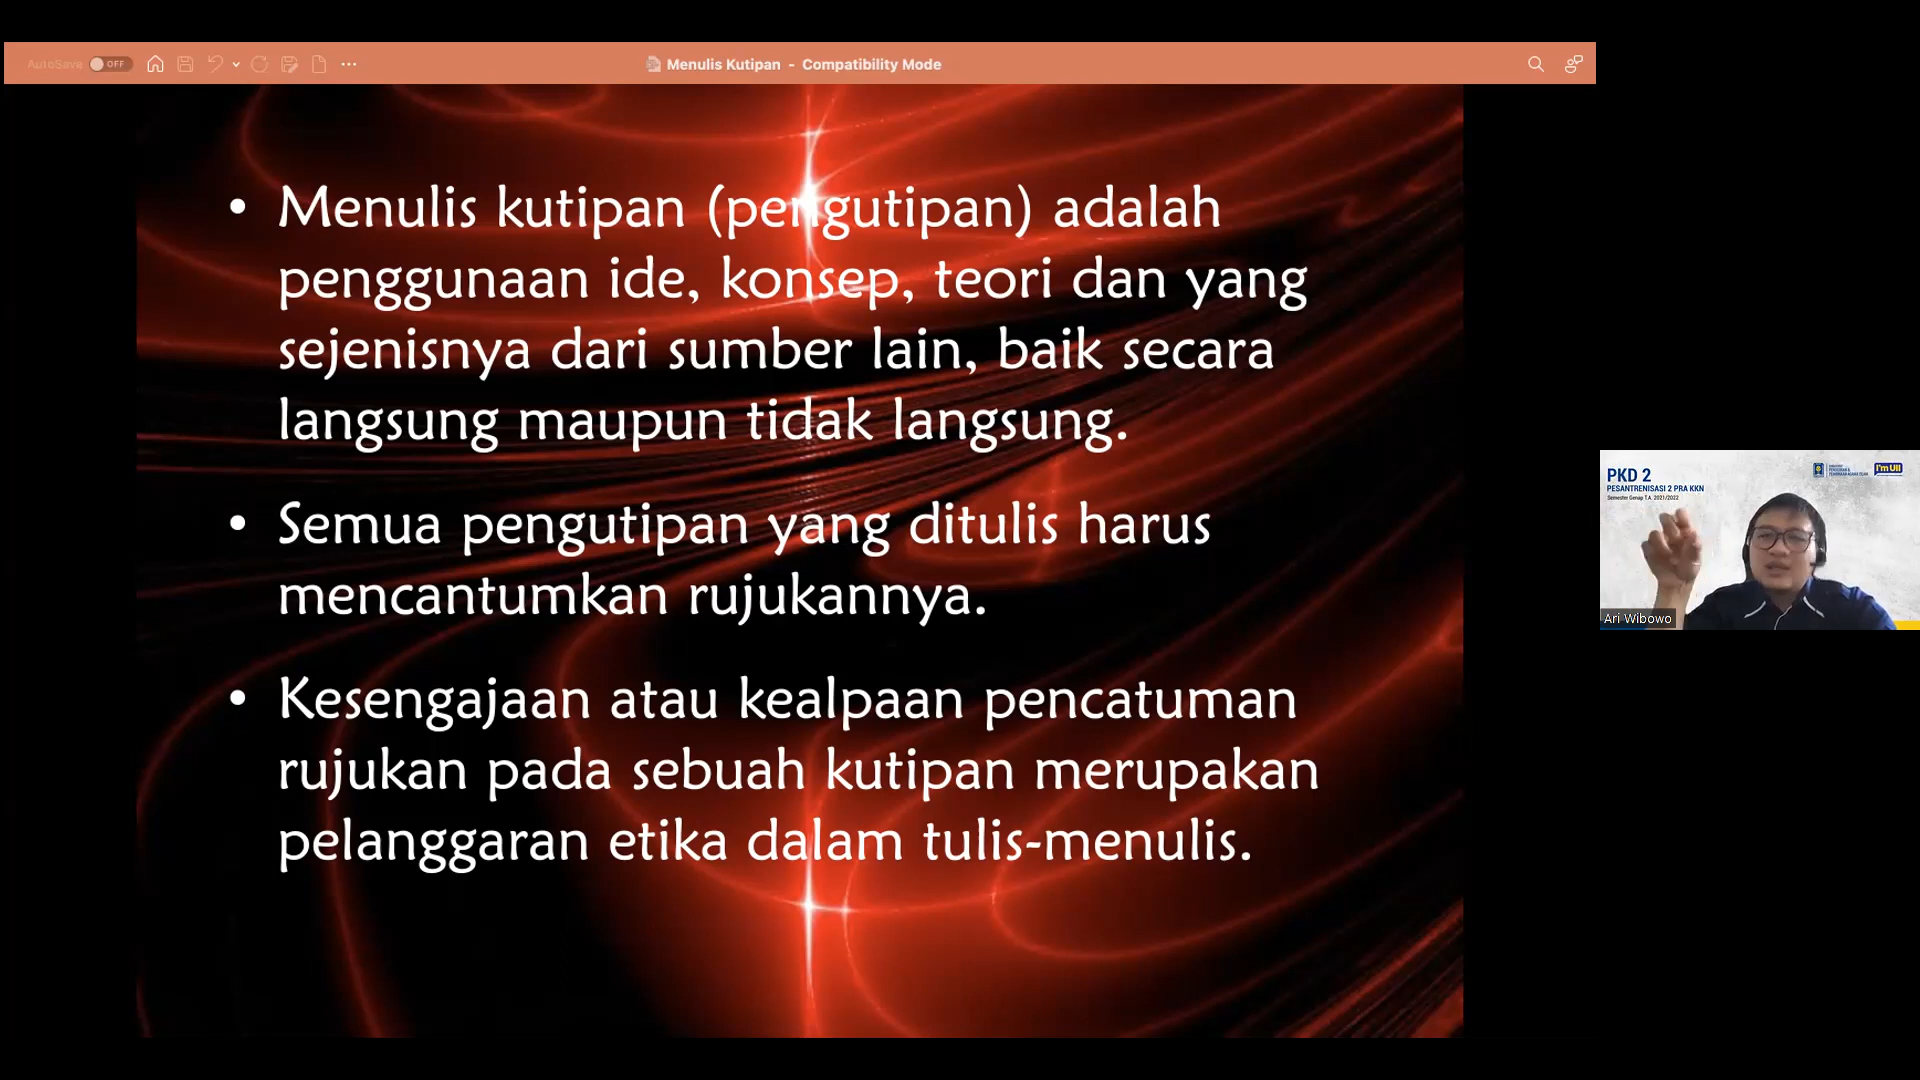 AutoSave OFF
Menulis Kutipan - Compatibility Mode
• Menulis kutipan (pengutipan) adalah
penggunaan ide, konsep, teori dan yang
sejenisnya dari sumber lain, baik secara
langsung maupun tidak langsung.
• Semua pengutipan yang ditulis harus
mencantumkan rujukannya.
• Kesengajaan atau kealpaan pencatuman
rujukan pada sebuah kutipan merupakan
pelanggaran etika dalam tulis-menulis.
PKD 2
PESANTRENISASI 2 PRA KKN
Semester Genap T.A. 2021/2022
I'm UII
Ari Wibowo